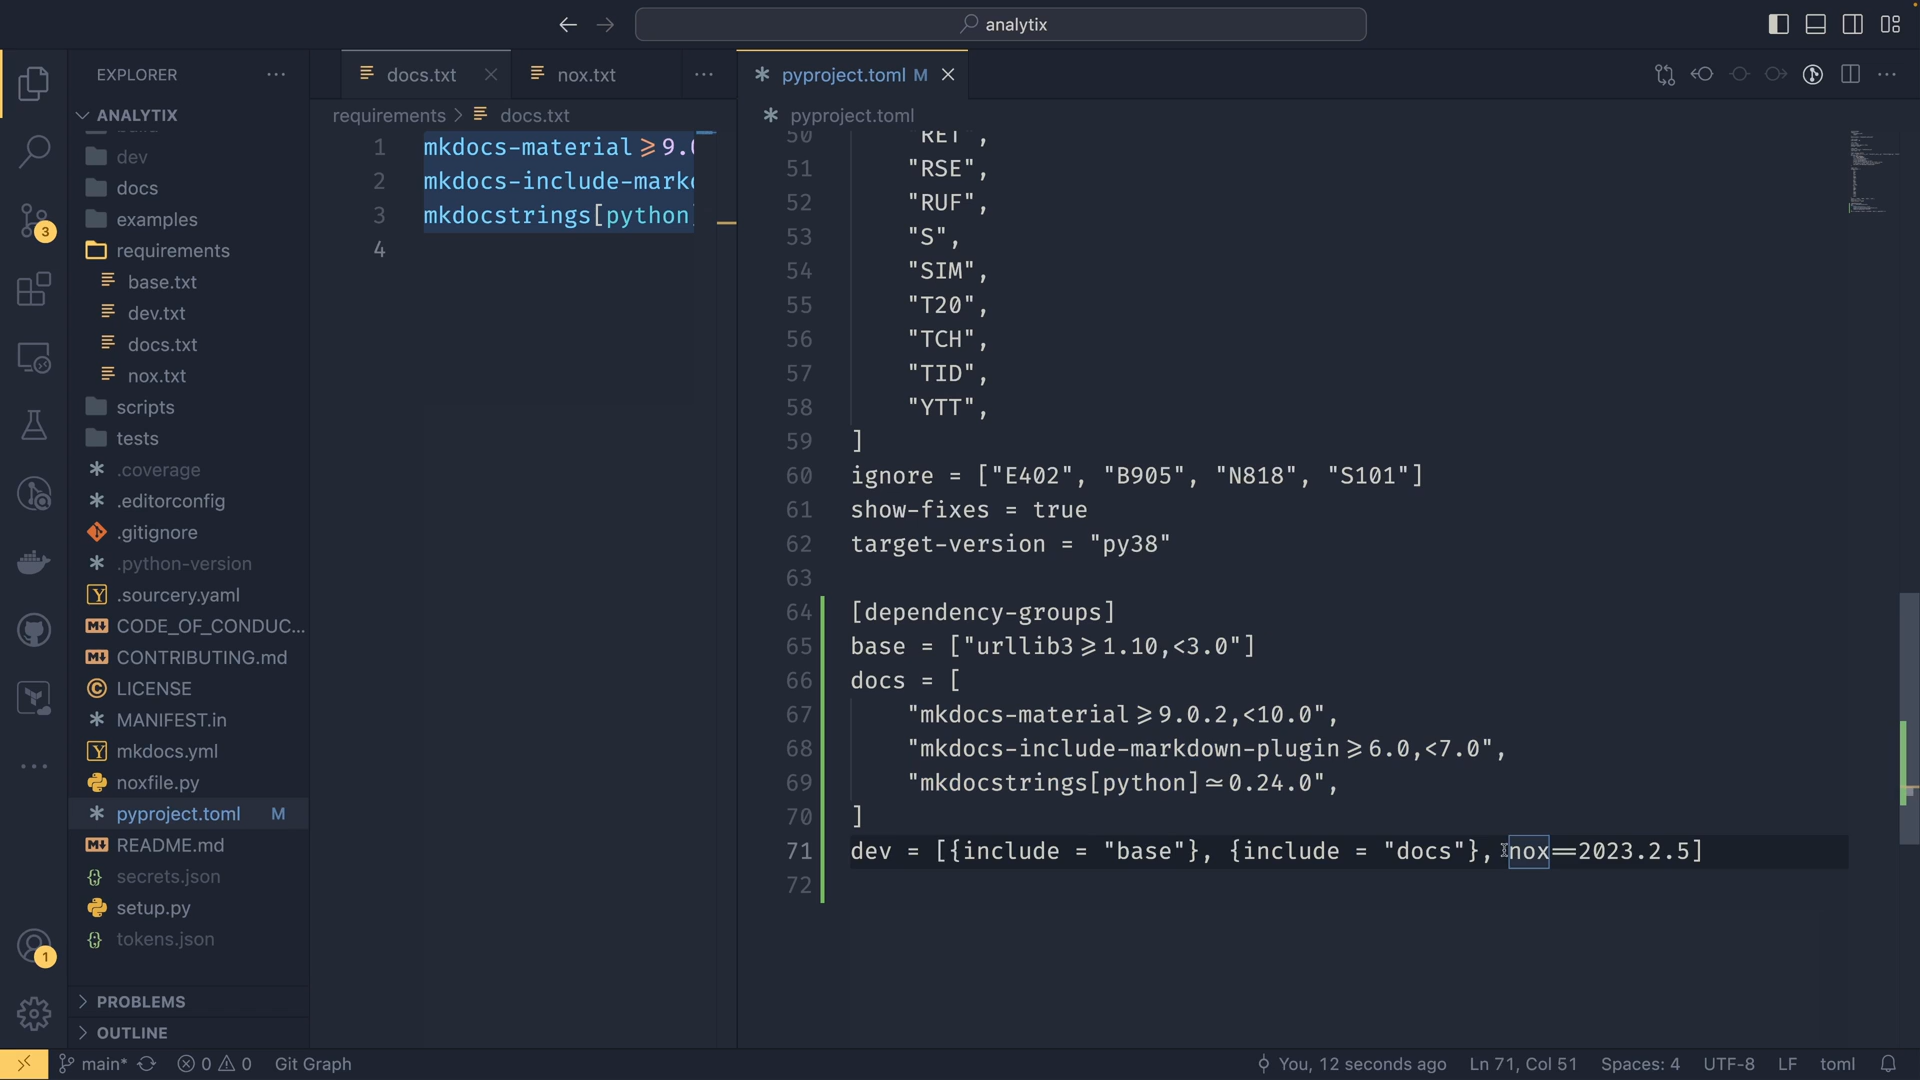 analytix
EXPLORER
ANALYTIX
dev
docs
examples
requirements
base.txt
dev.txt
docs.txt
nox.txt
scripts
tests
.coverage
.editorconfig
.gitignore
.python-version
.sourcery.yaml
CODE_OF_CONDUC...
CONTRIBUTING.md
LICENSE
MANIFEST.in
mkdocs.yml
noxfile.py
pyproject.toml M
README.md
secrets.json
setup.py
tokens.json
PROBLEMS
OUTLINE
3
1
docs.txt
nox.txt
requirements > docs.txt
1 mkdocs-material≥9.0
2 mkdocs-include-mark
3 mkdocstrings[python]
4
pyproject.toml M
pyproject.toml
50 "RET",
51 "RSE",
52 "RUF",
53 "S",
54 "SIM",
55 "T20",
56 "TCH",
57 "TID",
58 "YTT",
59 ]
60 ignore = ["E402", "B905", "N818", "S101"]
61 show-fixes = true
62 target-version = "py38"
63
64 [dependency-groups]
65 base = ["urllib3≥1.10,<3.0"]
66 docs = [
67 "mkdocs-material≥9.0.2,<10.0",
68 "mkdocs-include-markdown-plugin≥6.0,<7.0",
69 "mkdocstrings[python]≃0.24.0",
70 ]
71 dev = [{include = "base"}, {include = "docs"}, nox==2023.2.5]
72
main* 0 0 Git Graph
You, 12 seconds ago Ln 71, Col 51 Spaces: 4 UTF-8 LF toml